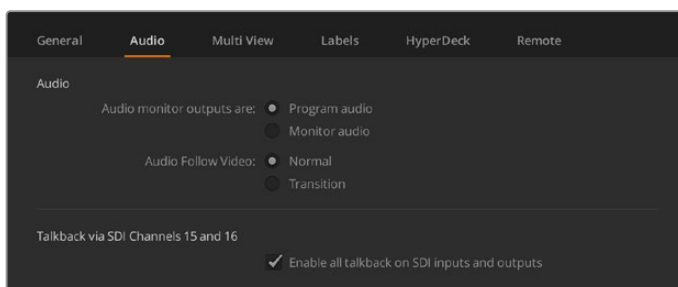 General Audio Multi View Labels HyperDeck Remote
Audio
Audio monitor outputs are: Program audio
Monitor audio
Audio Follow Video: Normal
Transition
Talkback via SDI Channels 15 and 16
Enable all talkback on SDI inputs and outputs